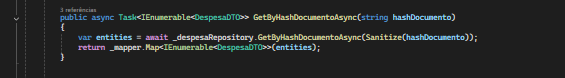 3 referências
public async Task<IEnumerable<DespesaDTO>> GetByHashDocumentoAsync(string hashDocumento)
{
var entities = await _despesaRepository.GetByHashDocumentoAsync(Sanitize(hashDocumento));
return _mapper.Map<IEnumerable<DespesaDTO>>(entities);
}